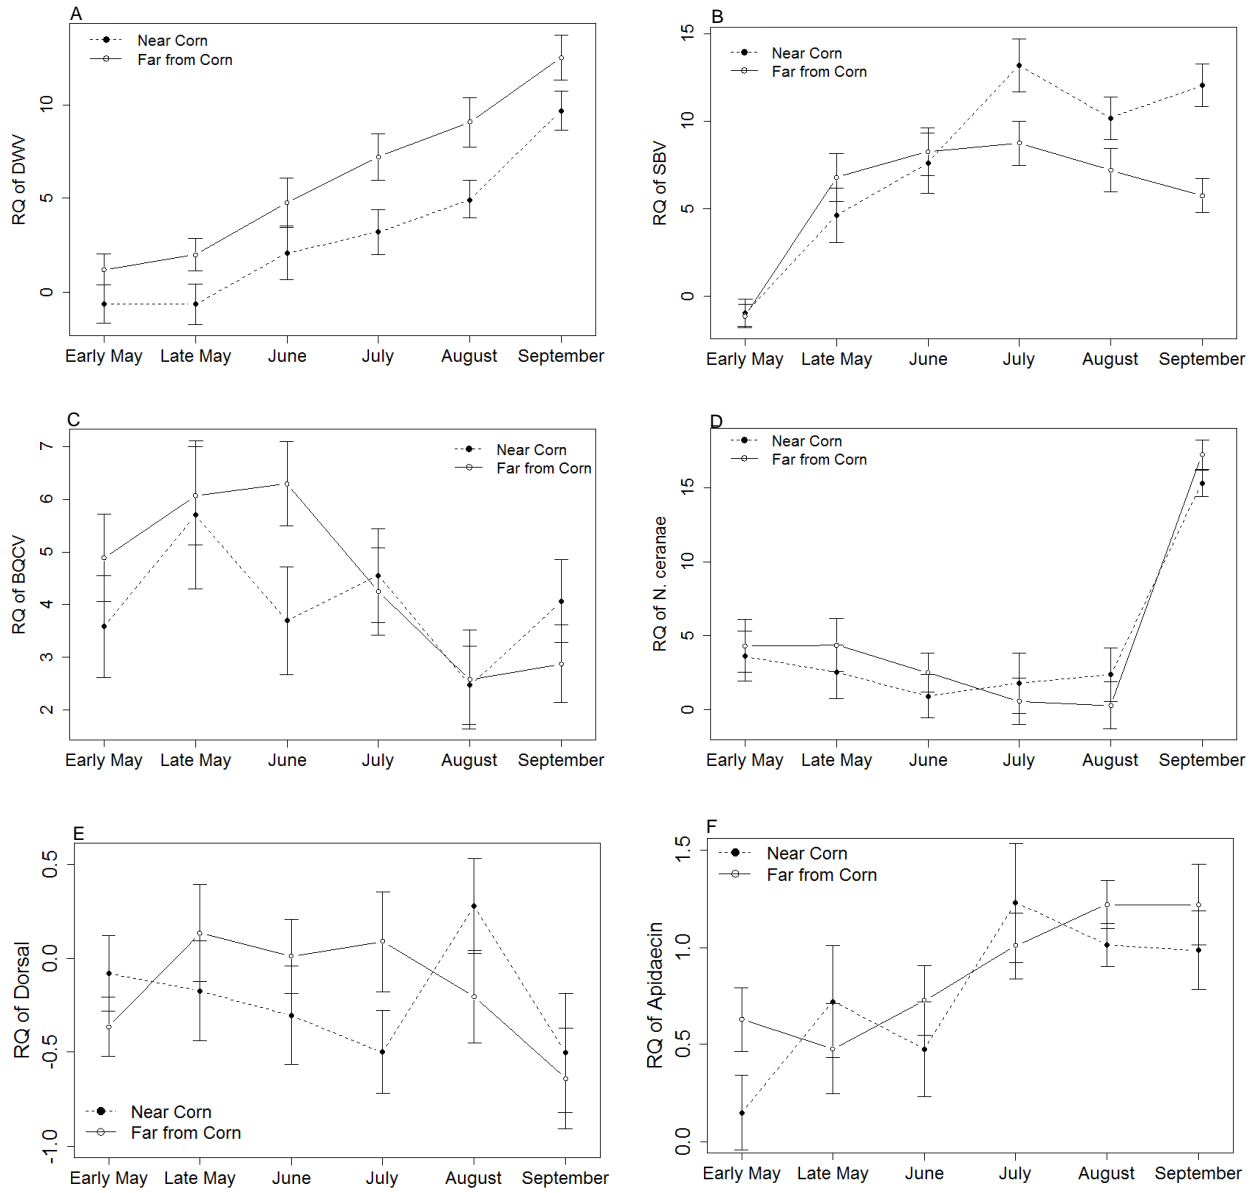 A
Near Corn
Far from Corn
RQ of DWV
10
5
0
Early May Late May June July August September
B
Near Corn
Far from Corn
RQ of SBV
15
10
5
0
Early May Late May June July August September
C
Near Corn
Far from Corn
RQ of BQCV
7
6
5
4
3
2
Early May Late May June July August September
D
Near Corn
Far from Corn
RQ of N. ceranae
15
10
5
0
Early May Late May June July August September
E
RQ of Dorsal
0.5
0.0
-0.5
-1.0
Near Corn
Far from Corn
Early May Late May June July August September
F
Near Corn
Far from Corn
RQ of Apidaecin
1.5
1.0
0.5
0.0
Early May Late May June July August September